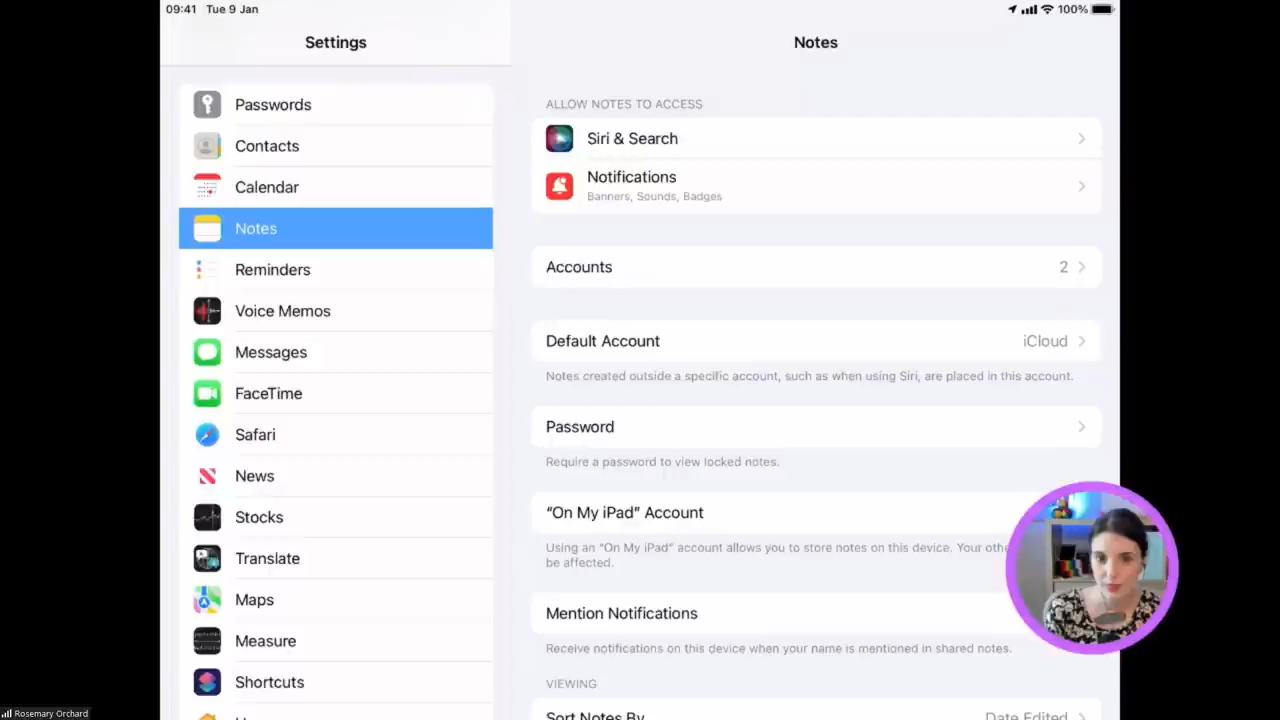 09:41 Tue 9 Jan
100%
Settings
Notes
Passwords
Contacts
Calendar
Notes
Reminders
Voice Memos
Messages
FaceTime
Safari
News
Stocks
Translate
Maps
Measure
Shortcuts
ALLOW NOTES TO ACCESS
Siri & Search
Notifications
Banners, Sounds, Badges
Accounts 2
Default Account iCloud
Notes created outside a specific account, such as when using Siri, are placed in this account.
Password
Require a password to view locked notes.
“On My iPad” Account
Using an “On My iPad” account allows you to store notes on this device. Your
be affected.
Mention Notifications
Receive notifications on this device when your name is mentioned in shared notes.
VIEWING
Sort Notes By Date Edited
Rosemary Orchard